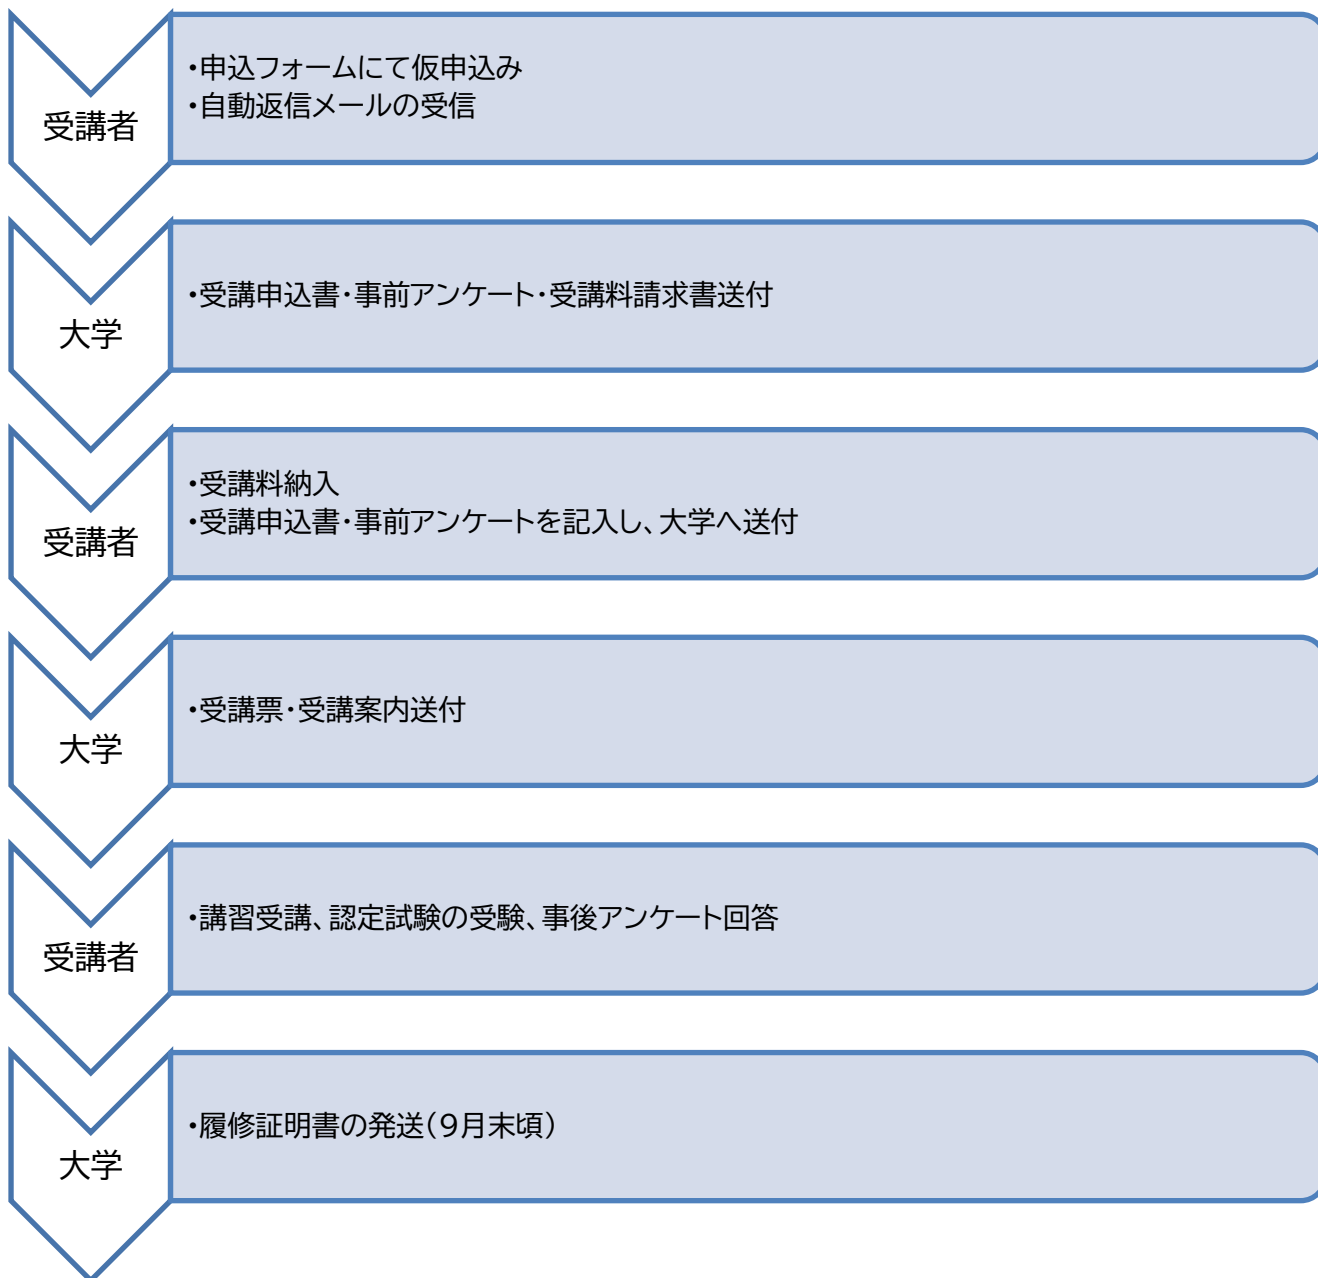 受講者
・申込フォームにて仮申込み
・自動返信メールの受信
大学
・受講申込書・事前アンケート・受講料請求書送付
受講者
・受講料納入
・受講申込書・事前アンケートを記入し、大学へ送付
大学
・受講票・受講案内送付
受講者
・講習受講、認定試験の受験、事後アンケート回答
大学
・履修証明書の発送（９月末頃）